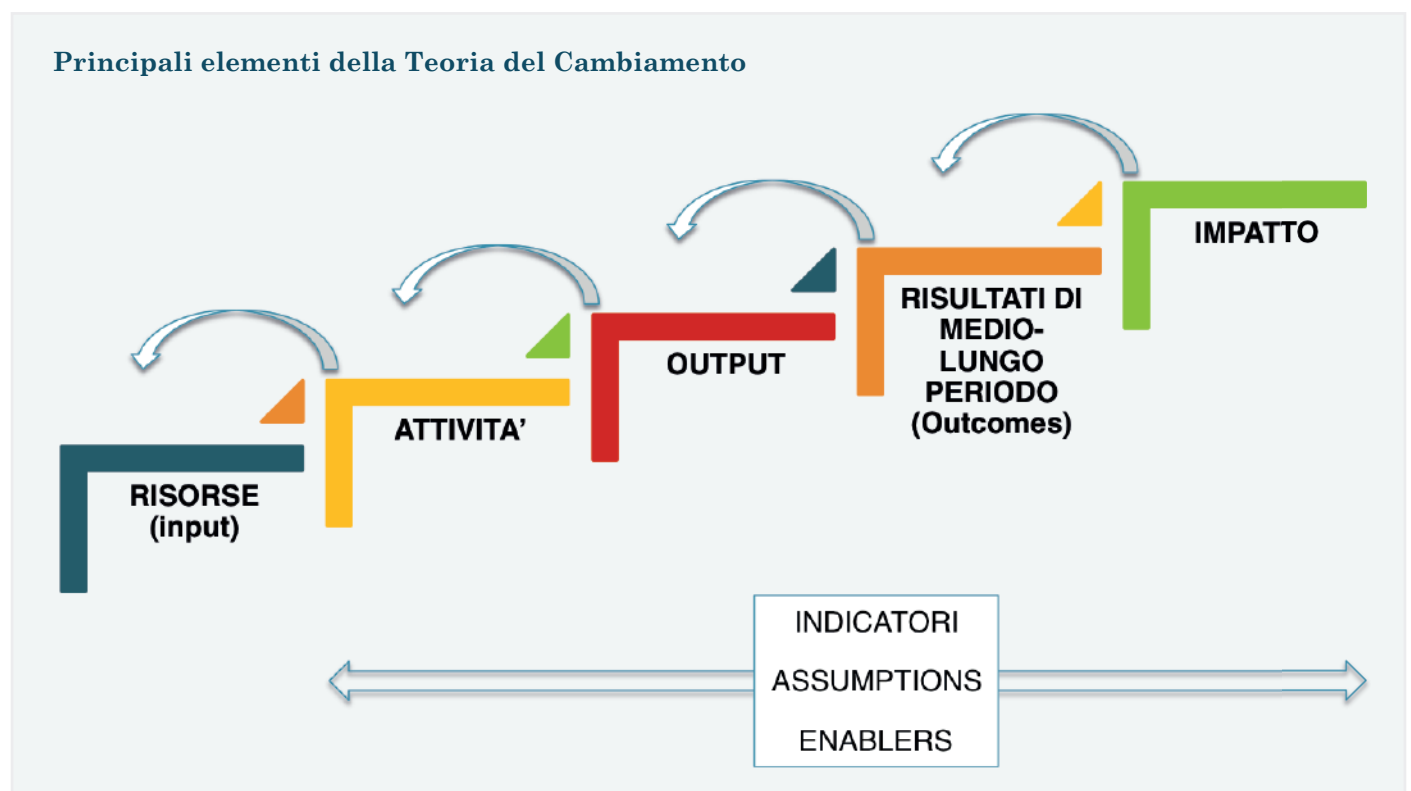 Principali elementi della Teoria del Cambiamento
IMPATTO
RISULTATI DI
MEDIO-
LUNGO
PERIODO
(Outcomes)
OUTPUT
ATTIVITA’
RISORSE
(input)
INDICATORI
ASSUMPTIONS
ENABLERS